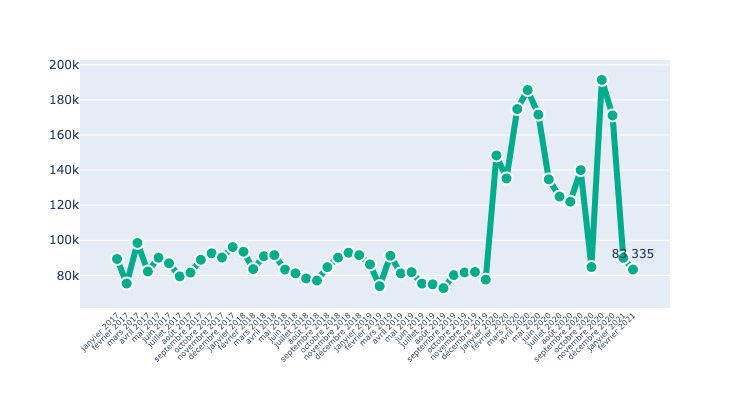 200k
180k
160k
140k
120k
100k
80k
83 335
janvier 2017
février 2017
mars 2017
avril 2017
mai 2017
juin 2017
juillet 2017
août 2017
septembre 2017
octobre 2017
novembre 2017
décembre 2017
janvier 2018
février 2018
mars 2018
avril 2018
mai 2018
juin 2018
juillet 2018
août 2018
septembre 2018
octobre 2018
novembre 2018
décembre 2018
janvier 2019
février 2019
mars 2019
avril 2019
mai 2019
juin 2019
juillet 2019
août 2019
septembre 2019
octobre 2019
novembre 2019
décembre 2019
janvier 2020
février 2020
mars 2020
avril 2020
mai 2020
juin 2020
juillet 2020
août 2020
septembre 2020
octobre 2020
novembre 2020
décembre 2020
janvier 2021
février 2021